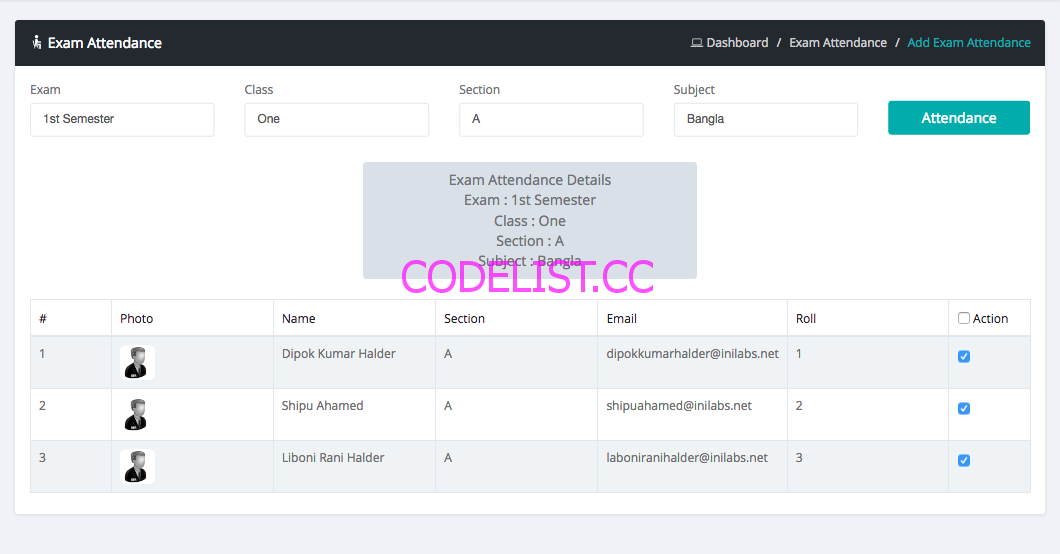 Exam Attendance
Dashboard / Exam Attendance / Add Exam Attendance
Exam Class Section Subject
1st Semester One A Bangla Attendance
Exam Attendance Details
Exam : 1st Semester
Class : One
Section : A
Subject : Bangla
CODELIST.CC
# Photo Name Section Email Roll Action
1 Dipok Kumar Halder A dipokkumarhalder@inilabs.net 1
2 Shipu Ahamed A shipuahamed@inilabs.net 2
3 Liboni Rani Halder A laboniranihalder@inilabs.net 3